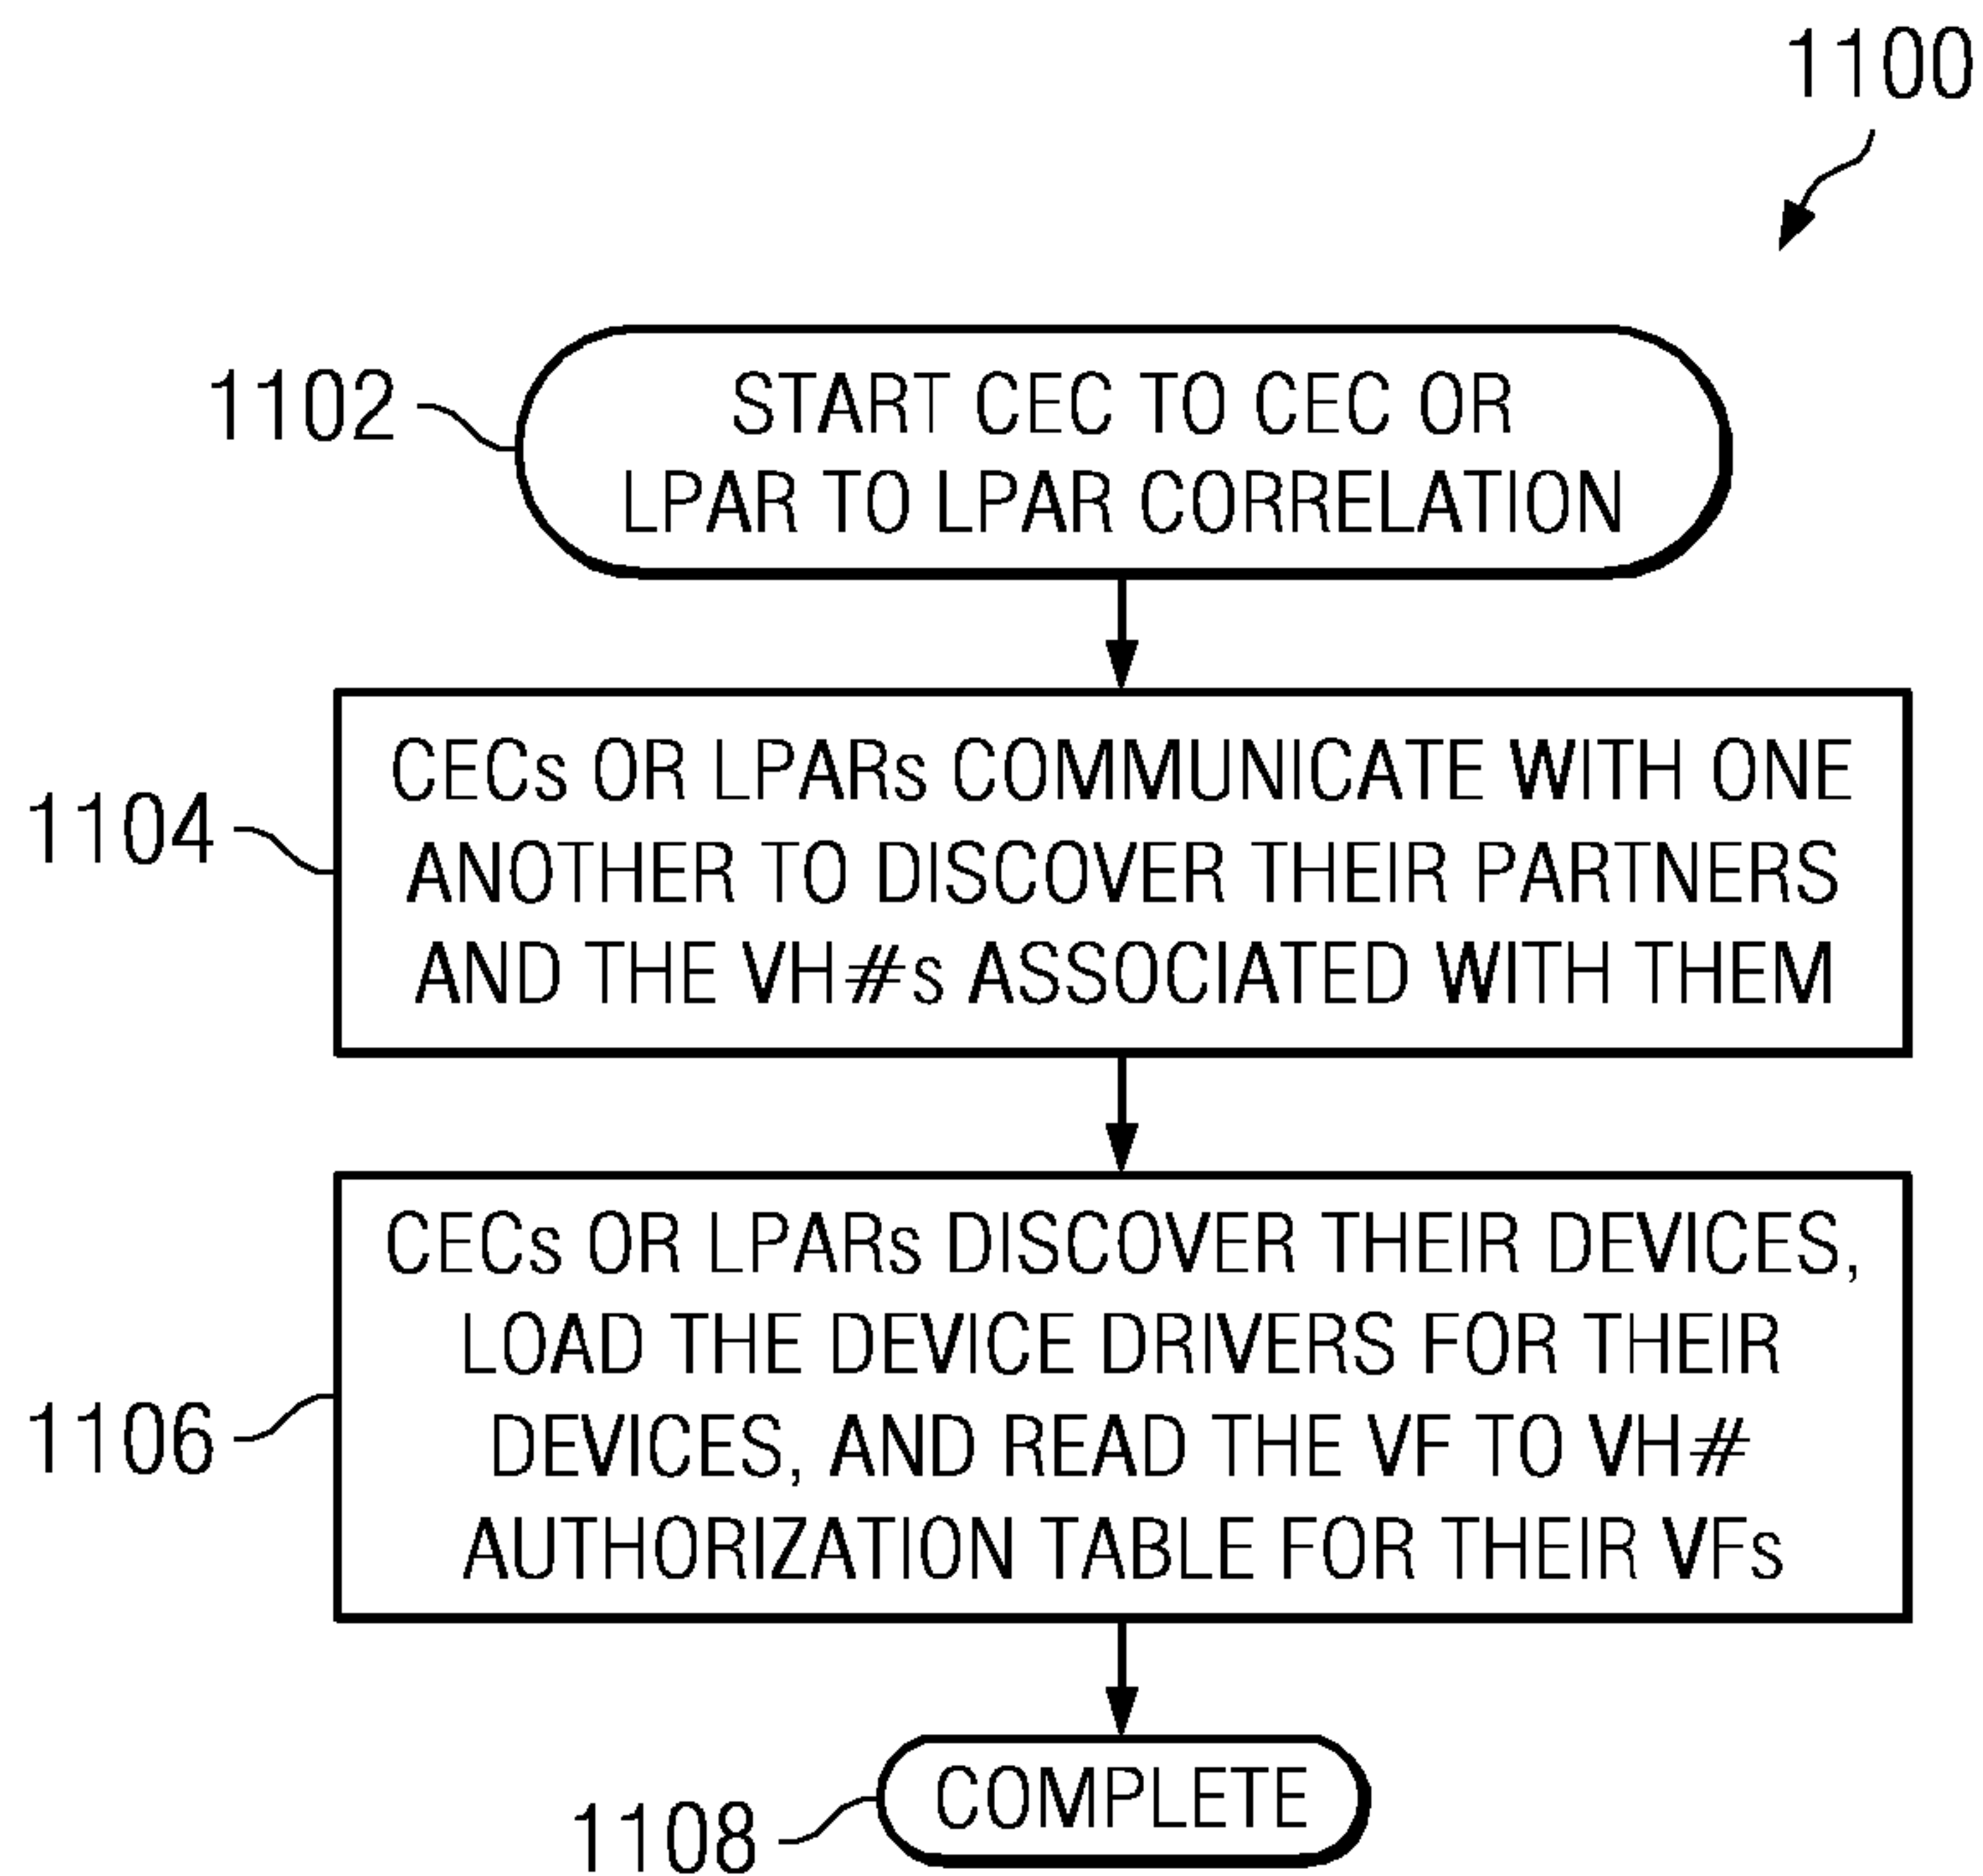 1100
1102
START CEC TO CEC OR
LPAR TO LPAR CORRELATION
1104
CECs OR LPARs COMMUNICATE WITH ONE
ANOTHER TO DISCOVER THEIR PARTNERS
AND THE VH#s ASSOCIATED WITH THEM
1106
CECs OR LPARs DISCOVER THEIR DEVICES,
LOAD THE DEVICE DRIVERS FOR THEIR
DEVICES, AND READ THE VF TO VH#
AUTHORIZATION TABLE FOR THEIR VFs
1108
COMPLETE